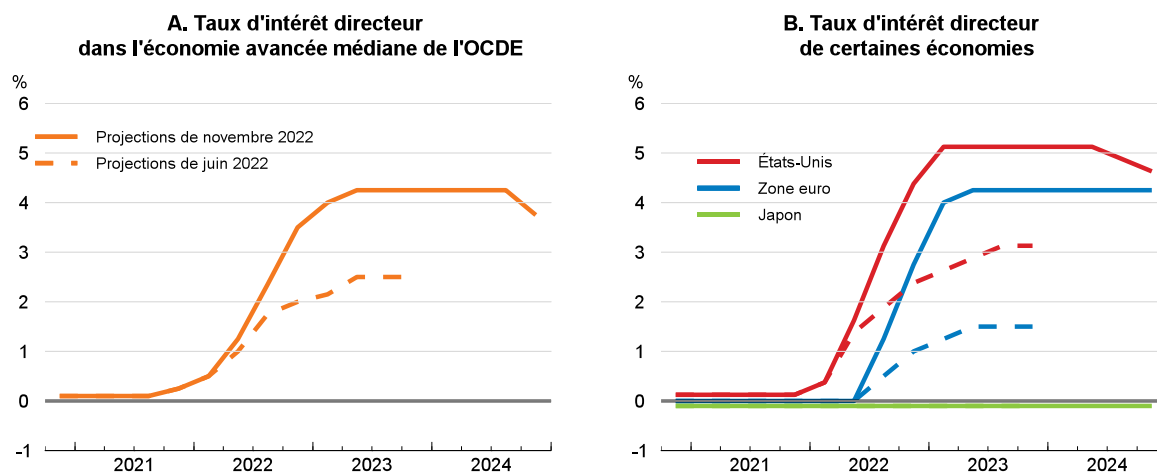 A. Taux d'intérêt directeur
dans l'économie avancée médiane de l'OCDE
%
6
5
4
3
2
1
0
-1
Projections de novembre 2022
Projections de juin 2022
2021
2022
2023
2024
B. Taux d'intérêt directeur
de certaines économies
%
6
5
4
3
2
1
0
-1
États-Unis
Zone euro
Japon
2021
2022
2023
2024